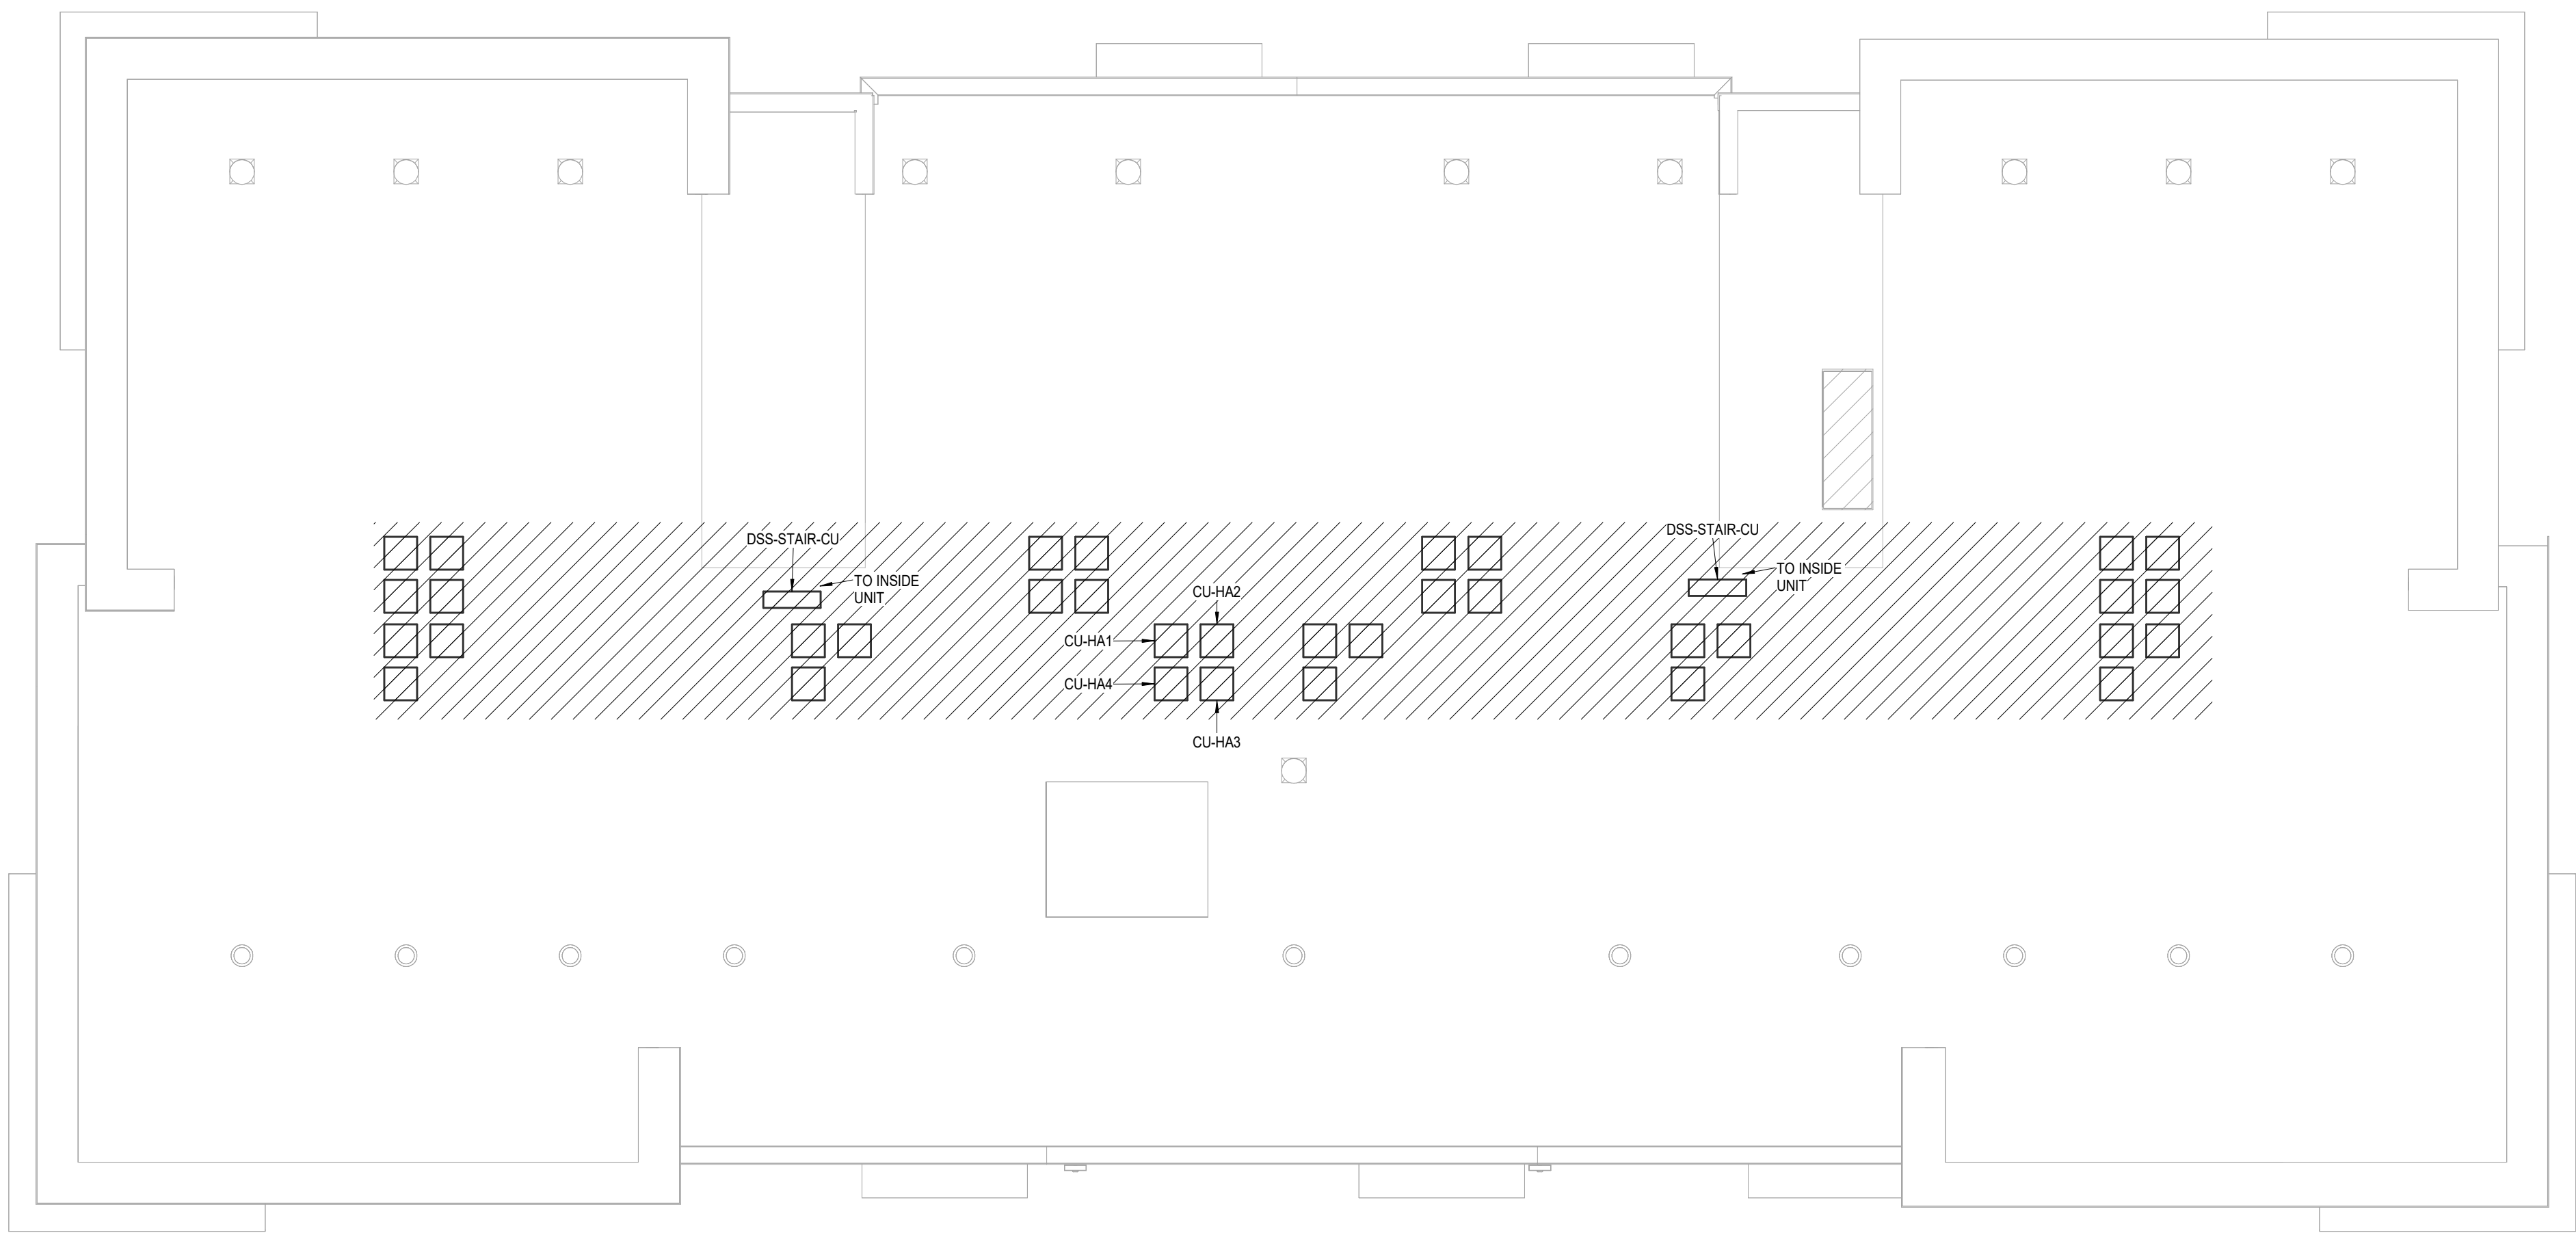 DSS-STAIR-CU
TO INSIDE
UNIT
CU-HA2
CU-HA1
CU-HA4
CU-HA3
DSS-STAIR-CU
TO INSIDE
UNIT